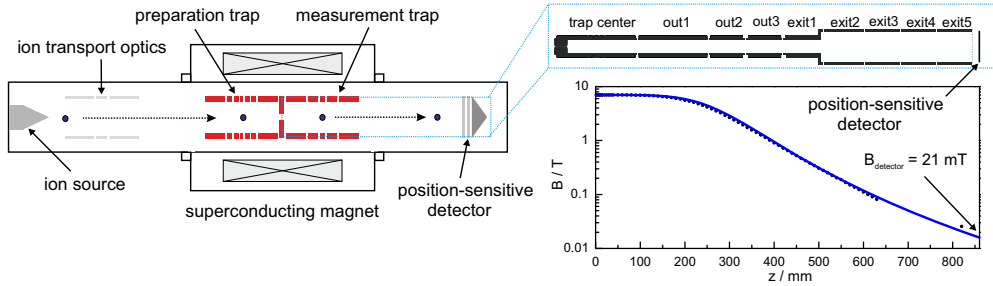 preparation trap
measurement trap
ion transport optics
ion source
superconducting magnet
position-sensitive
detector
trap center out1 out2 out3 exit1 exit2 exit3 exit4 exit5
position-sensitive
detector
B_detector = 21 mT
B / T
10
1
0.1
0.01
0 100 200 300 400 500 600 700 800
z / mm